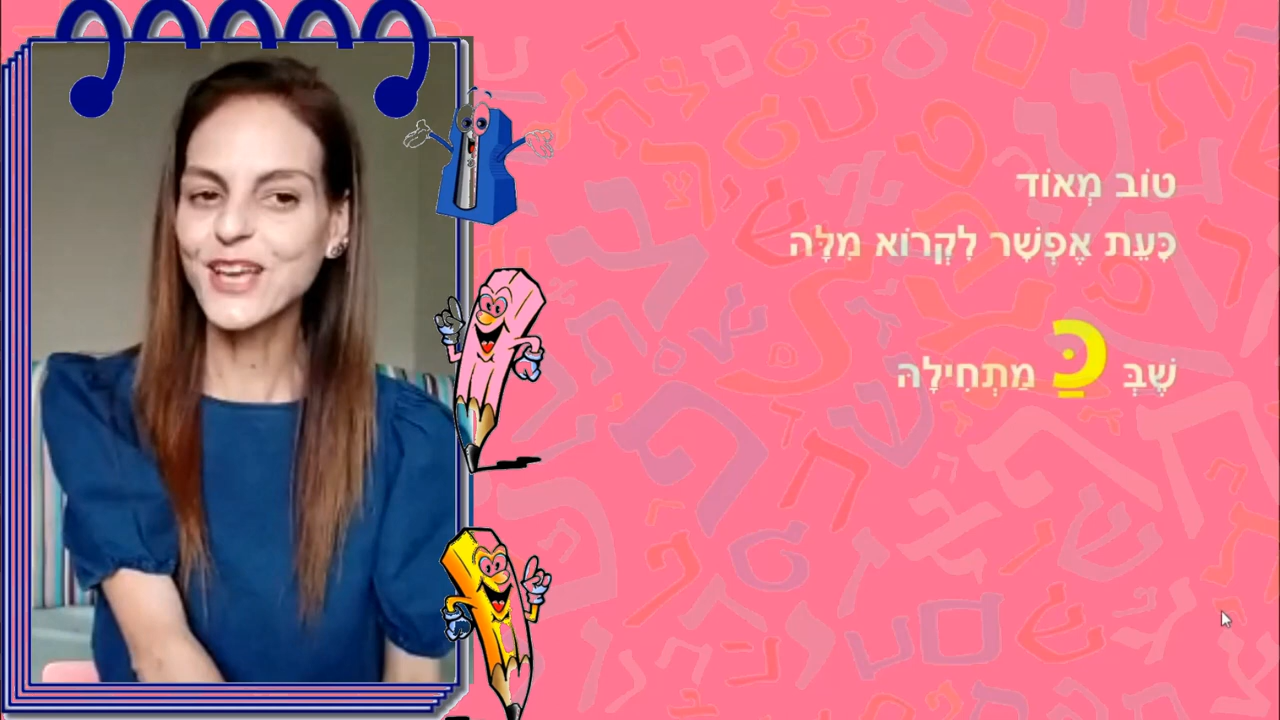 טוֹב מְאוֹד
כָּעֵת אֶפְשָׁר לִקְרוֹא מִלָּה
שֶׁבְּ כַּ מַתְחִילָהּ